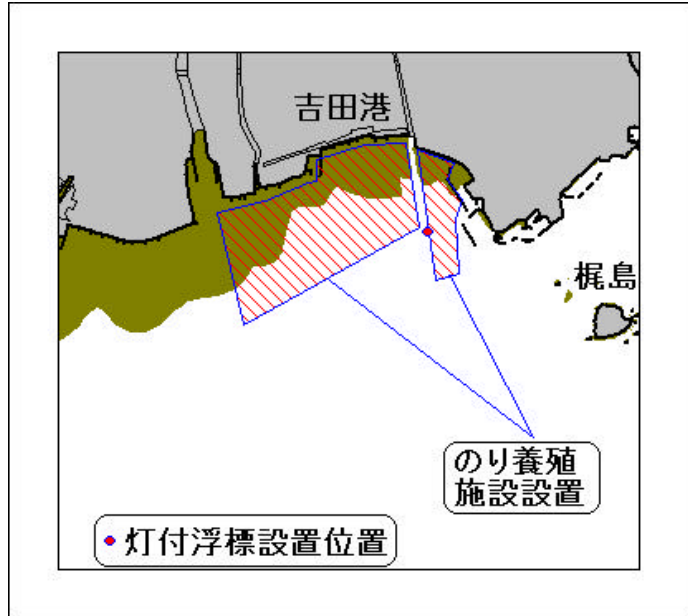 吉田港
梶島
のり養殖
施設設置
灯付浮標設置位置